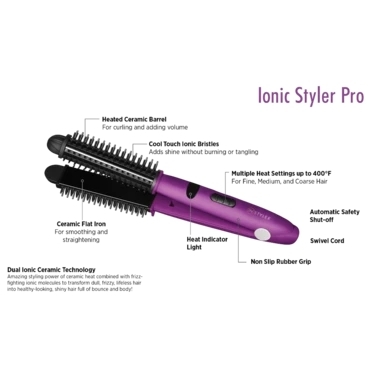 Ionic Styler Pro
Heated Ceramic Barrel
For curling and adding volume
Cool Touch Ionic Bristles
Adds shine without burning or tangling
Multiple Heat Settings up to 400°F
For Fine, Medium, and Coarse Hair
Automatic Safety
Shut-off
Ceramic Flat Iron
For smoothing and
straightening
Heat Indicator
Light
Swivel Cord
Non Slip Rubber Grip
Dual Ionic Ceramic Technology
Amazing styling power of ceramic heat combined with frizz-
fighting ionic molecules to transform dull, frizzy, lifeless hair
into healthy-looking, shiny hair full of bounce and body!